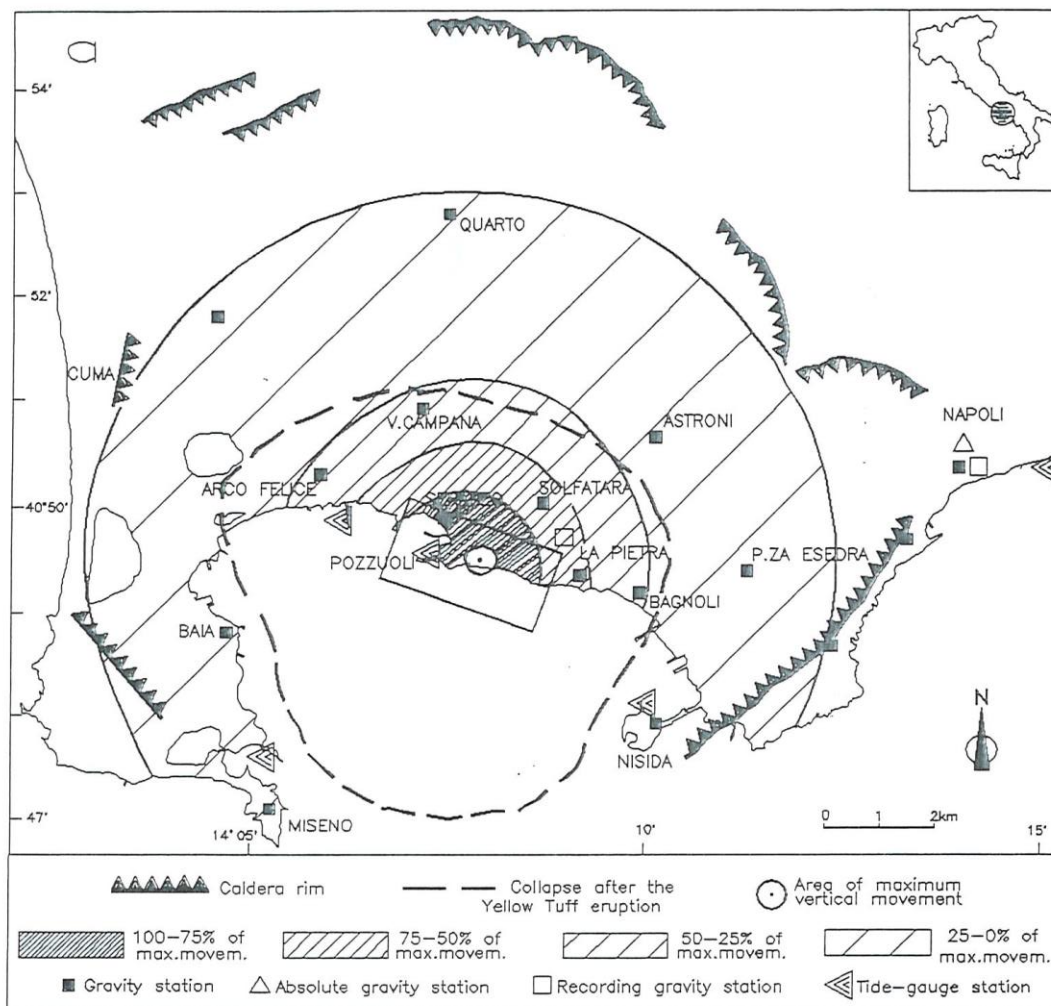 54'
QUARTO
52'
CUMA
V.CAMPANA
ASTRONI
NAPOLI
ARCO FELICE
SOLFATARA
40°50'
POZZUOLI
LA PIETRA
P.ZA ESEDRA
BAGNOLI
BAIA
N
NISIDA
47'
MISENO
0 1 2km
14°05'
10'
15'
Caldera rim
Collapse after the
Yellow Tuff eruption
Area of maximum
vertical movement
100-75% of
max.movem.
75-50% of
max.movem.
50-25% of
max.movem.
25-0% of
max.movem.
Gravity station
Absolute gravity station
Recording gravity station
Tide-gauge station